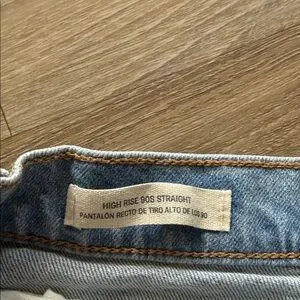 HIGH RISE 90S STRAIGHT
PANTALÓN RECTO DE TIRO ALTO DE LOS 90